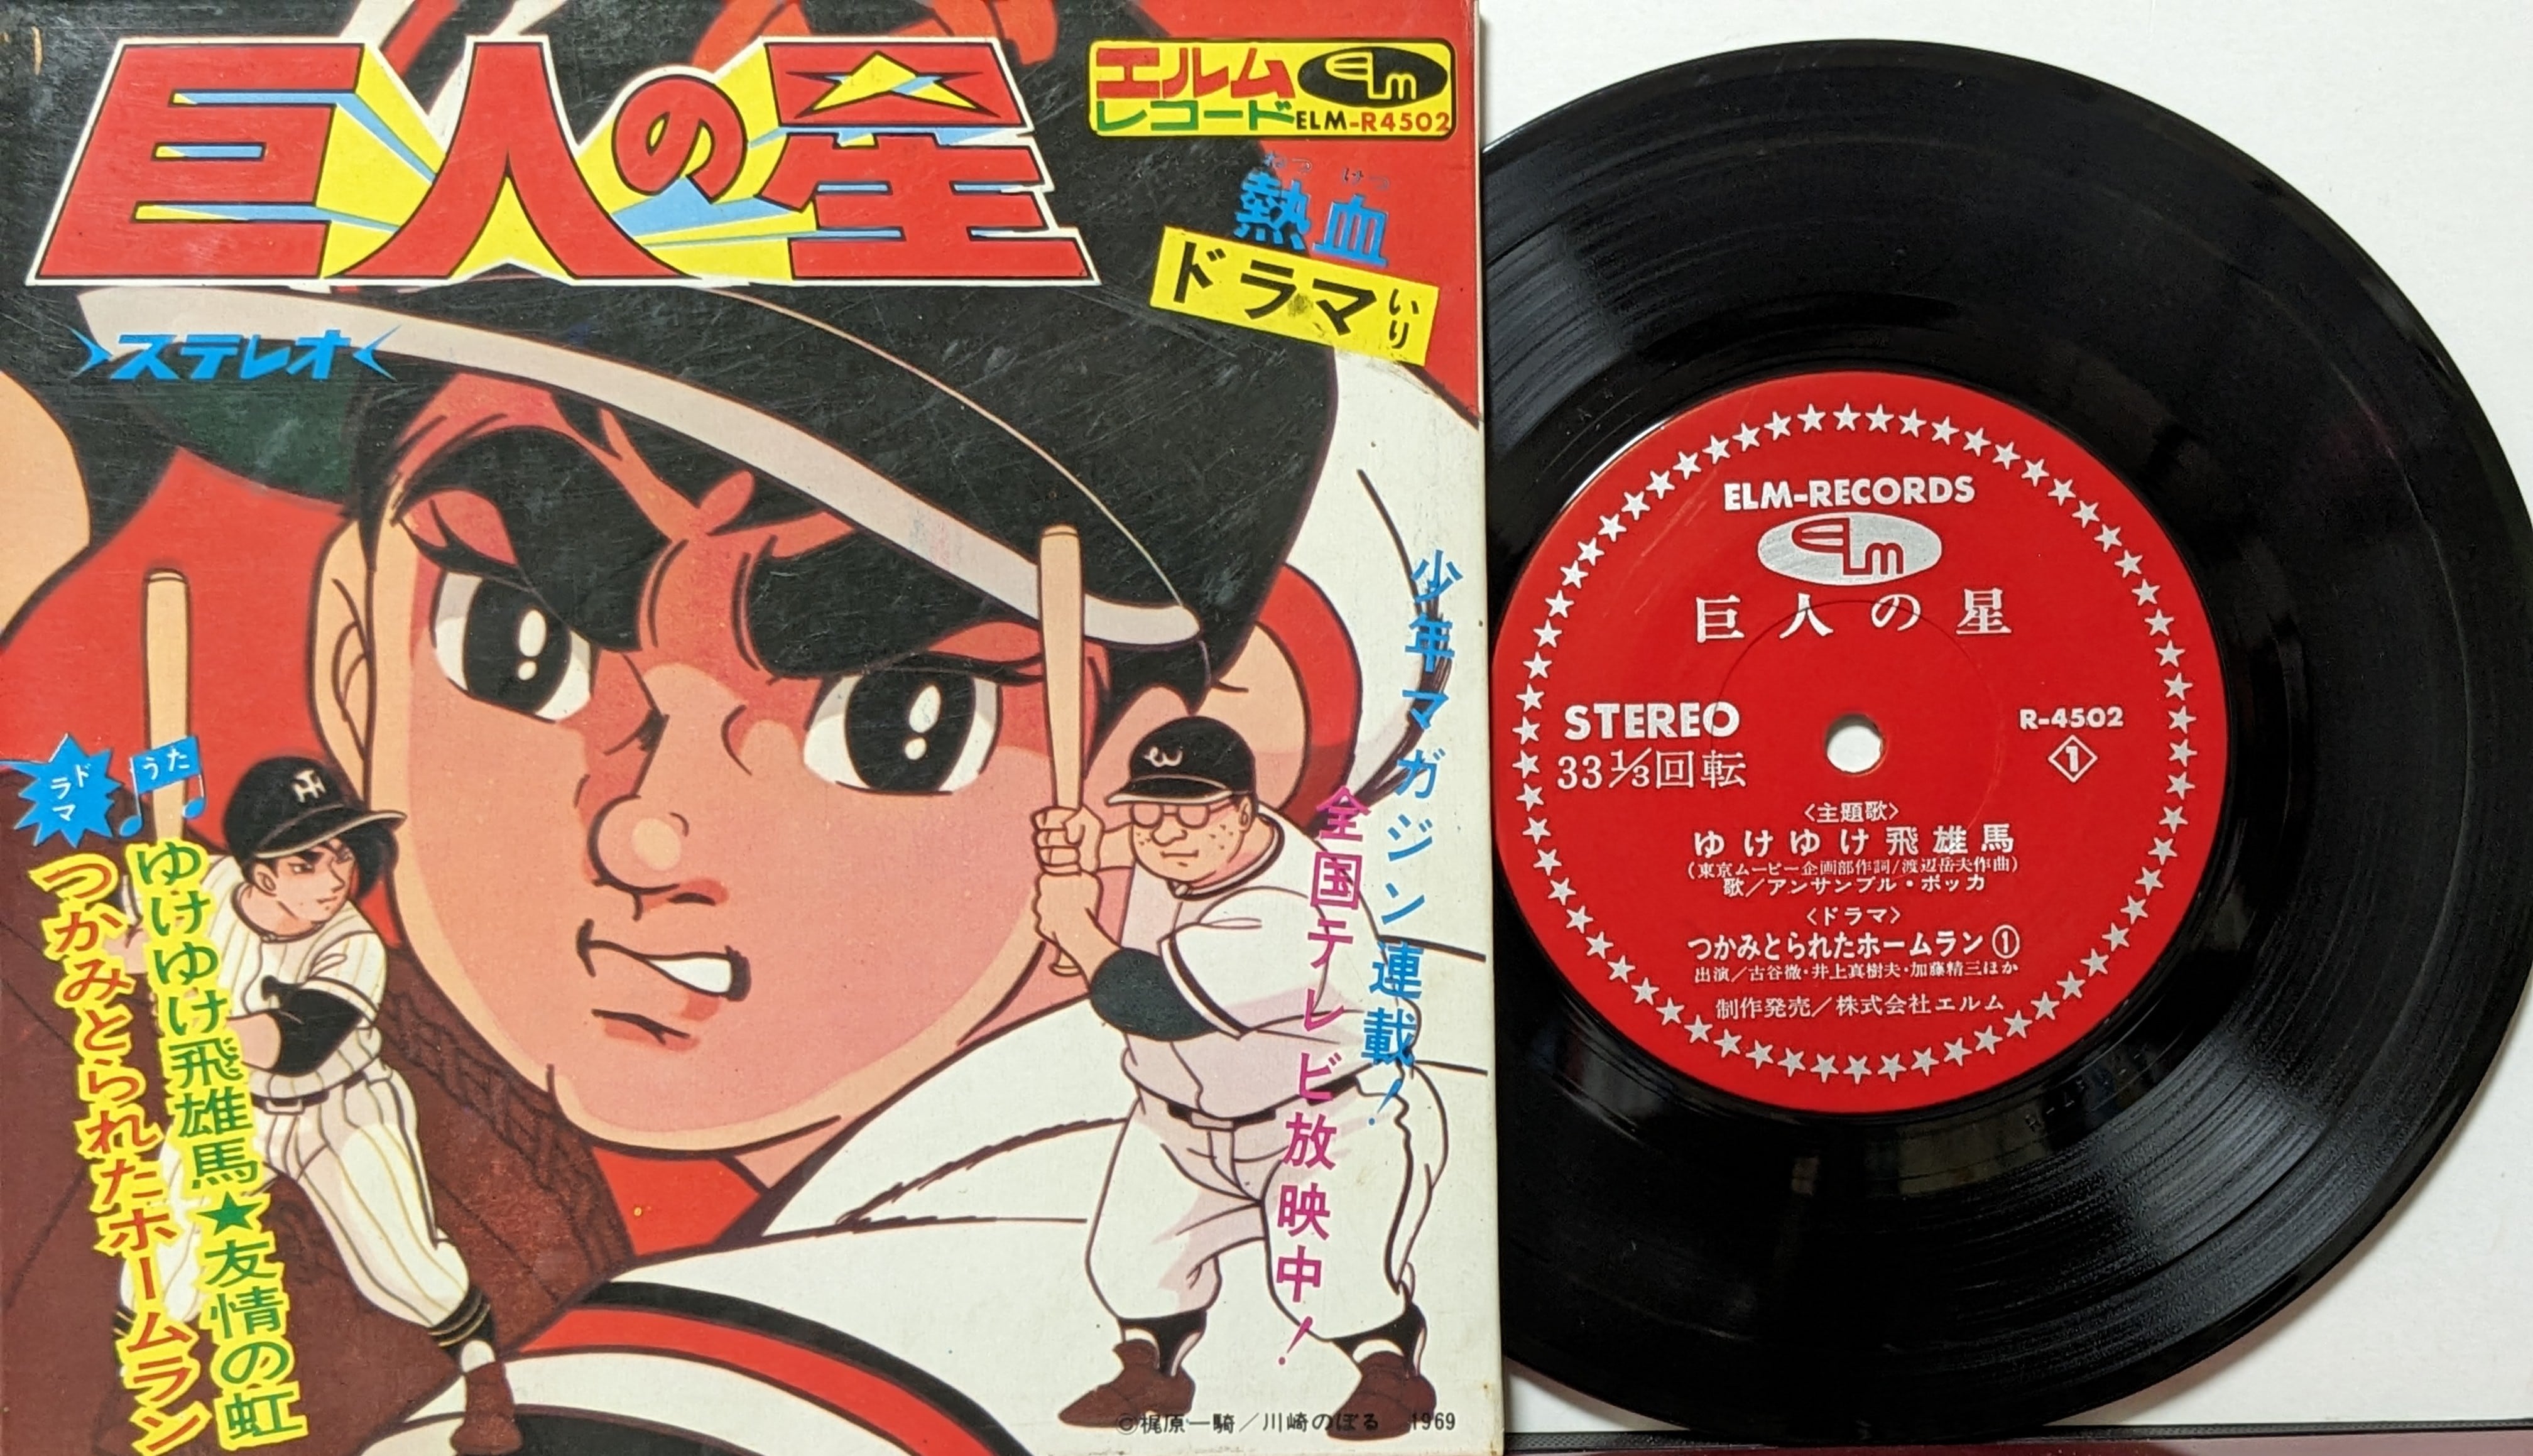 巨人の星
エルム
レコード
Elm
ELM-R4502
ねっけつ
熱血
ドラマいり
ステレオ
少年マガジン連載!
全国テレビ放映中!
うた
ゆけゆけ飛雄馬★友情の虹
ドラマ
つかみとられたホームラン
TH
W
©梶原一騎/川崎のぼる 1969
ELM-RECORDS
Elm
巨人の星
STEREO
33⅓回転
R-4502
1
〈主題歌〉
ゆけゆけ飛雄馬
(東京ムービー企画部作詞/渡辺岳夫作曲)
歌/アンサンブル・ボッカ
〈ドラマ〉
つかみとられたホームラン①
出演/古谷徹・井上真樹夫・加藤精三ほか
制作発売/株式会社エルム